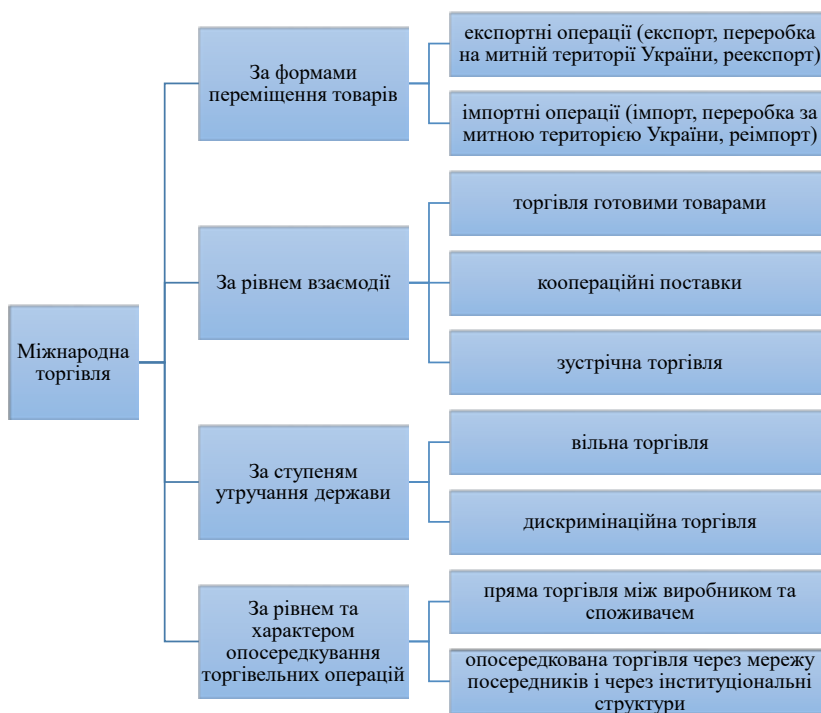 Міжнародна
торгівля
За формами
переміщення товарів
експортні операції (експорт, переробка
на митній території України, реекспорт)
імпортні операції (імпорт, переробка за
митною територією України, реімпорт)
За рівнем взаємодії
торгівля готовими товарами
коопераційні поставки
зустрічна торгівля
За ступеням
утручання держави
вільна торгівля
дискримінаційна торгівля
За рівнем та
характером
опосередкування
торгівельних операцій
пряма торгівля між виробником та
споживачем
опосередкована торгівля через мережу
посередників і через інституціональні
структури